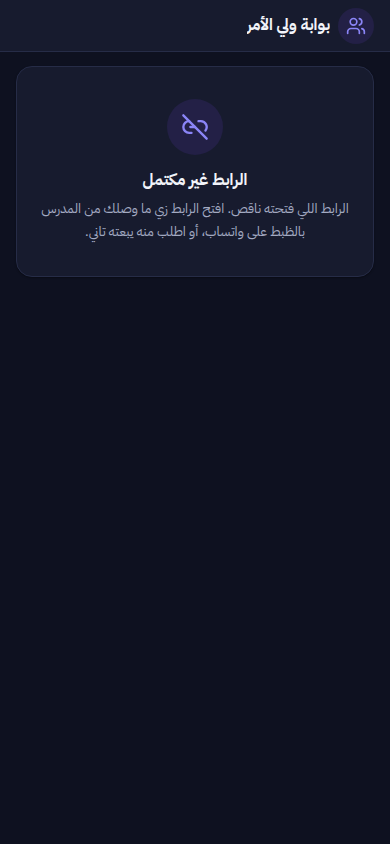 بوابة ولي الأمر
الرابط غير مكتمل
الرابط اللي فتحته ناقص. افتح الرابط زي ما وصلك من المدرس
بالظبط على واتساب، أو اطلب منه يبعته تاني.